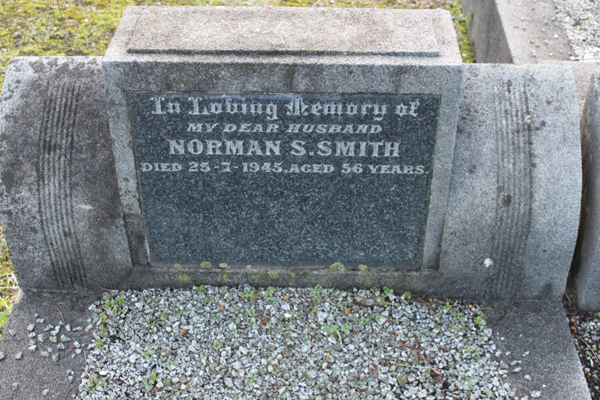 In Loving Memory of
MY DEAR HUSBAND
NORMAN S. SMITH
DIED 25-7-1945. AGED 56 YEARS.